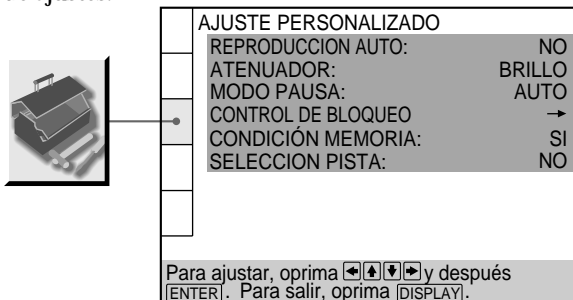 AJUSTE PERSONALIZADO
REPRODUCCION AUTO: NO
ATENUADOR: BRILLO
MODO PAUSA: AUTO
CONTROL DE BLOQUEO →
CONDICIÓN MEMORIA: SI
SELECCION PISTA: NO
Para ajustar, oprima ←↑↓→ y después
ENTER. Para salir, oprima DISPLAY.